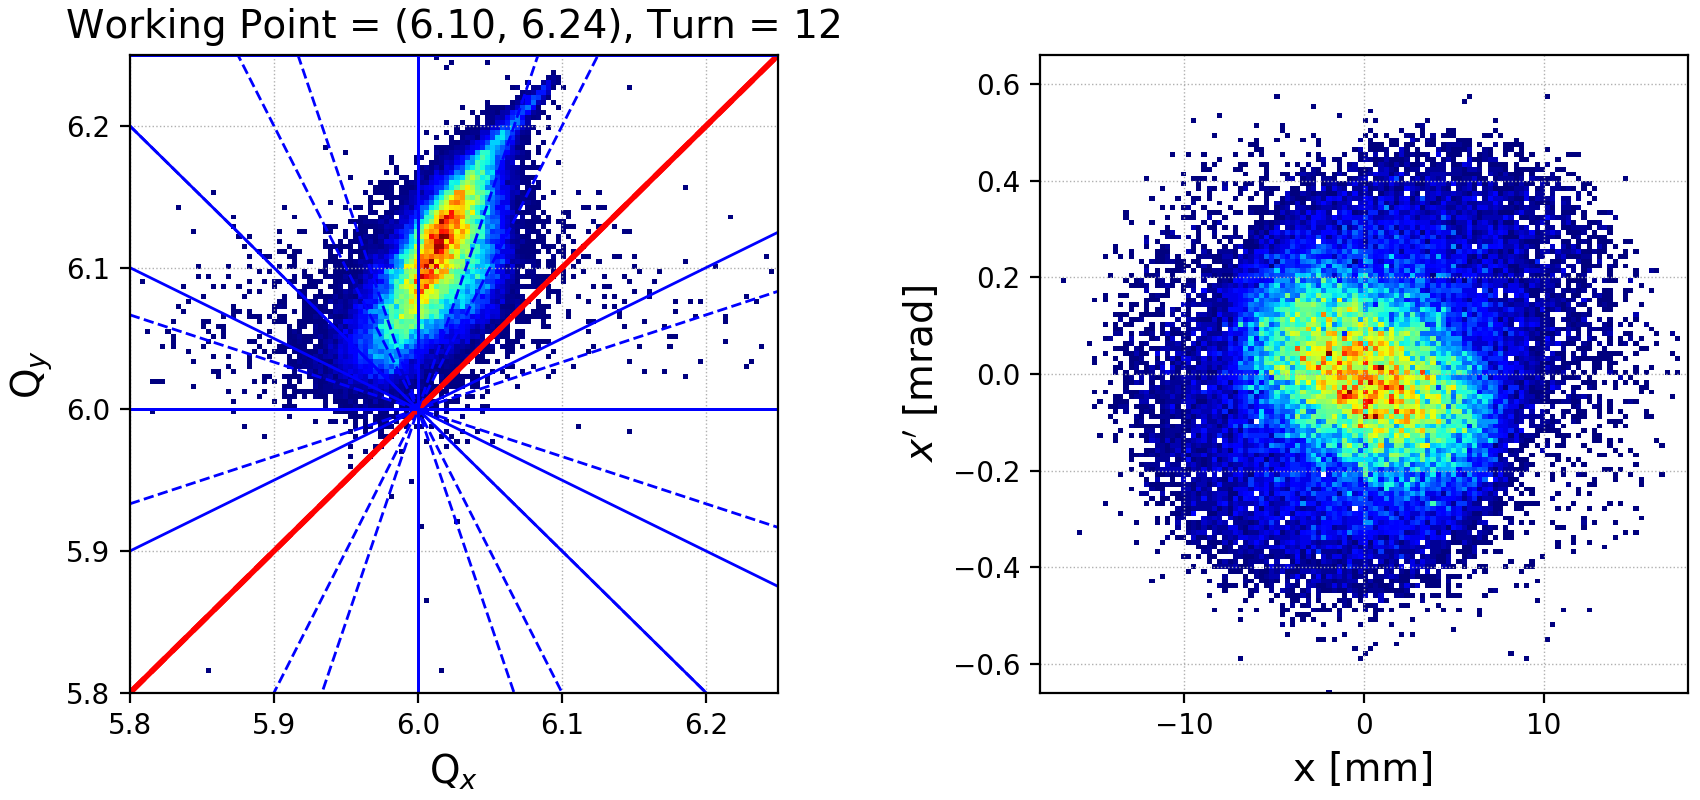 Working Point = (6.10, 6.24), Turn = 12
6.2
6.1
6.0
5.9
5.8
5.8 5.9 6.0 6.1 6.2
Qy
Qx
0.6
0.4
0.2
0.0
−0.2
−0.4
−0.6
−10 0 10
x′ [mrad]
x [mm]